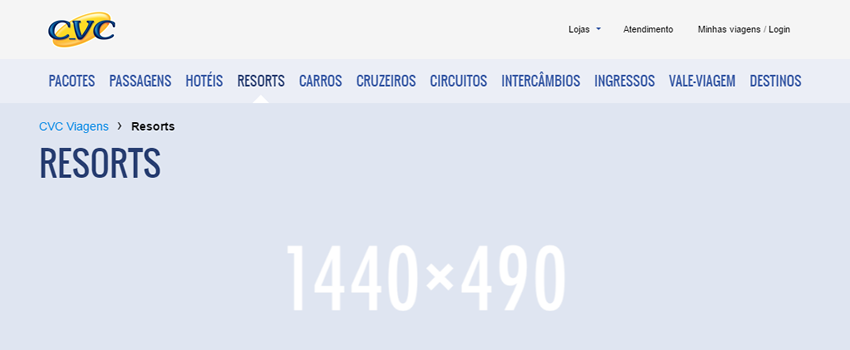 CVC
Lojas Atendimento Minhas viagens / Login
PACOTES PASSAGENS HOTÉIS RESORTS CARROS CRUZEIROS CIRCUITOS INTERCÂMBIOS INGRESSOS VALE-VIAGEM DESTINOS
CVC Viagens › Resorts
RESORTS
1440×490